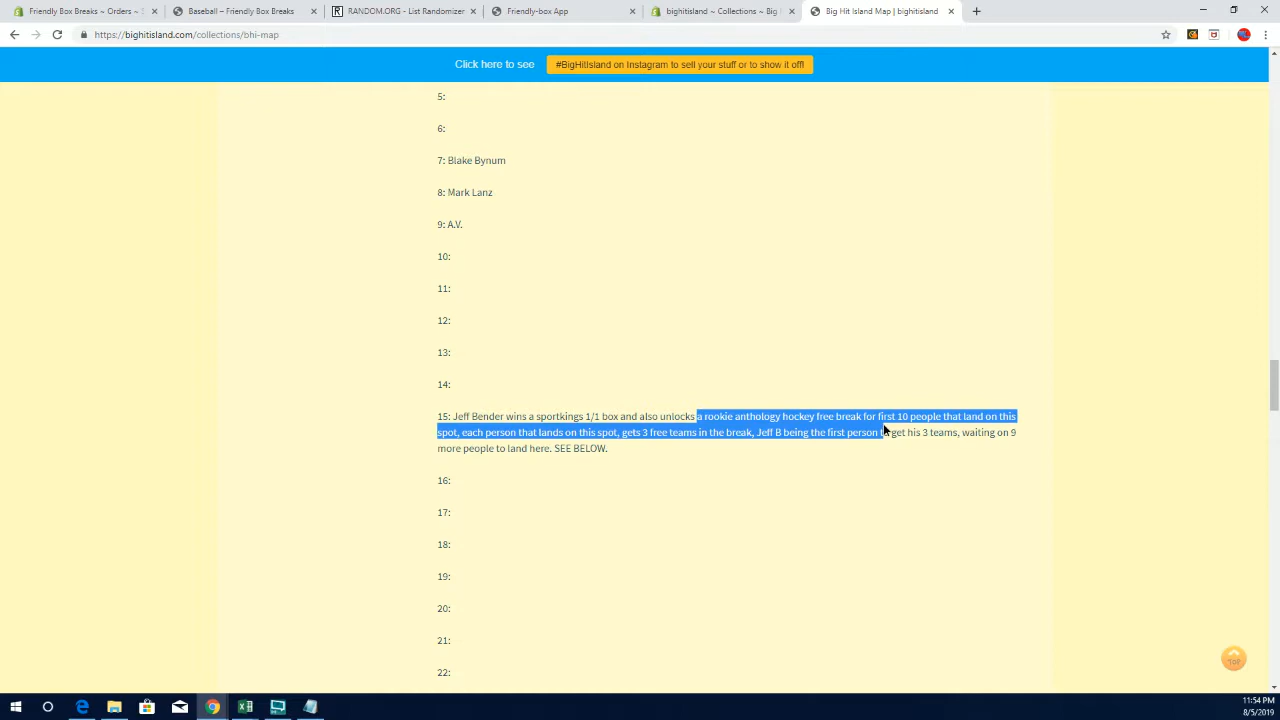 Friendly Box Breaks ~ Orders ~ S
Baseball – Friendly Box Breaks
RANDOM.ORG - List Randomizer
Friendly-box App
bighitisland ~ Collections ~ Big H
Big Hit Island Map | bighitisland
https://bighitisland.com/collections/bhi-map
Click here to see
#BigHitIsland on Instagram to sell your stuff or to show it off!
5:
6:
7: Blake Bynum
8: Mark Lanz
9: A.V.
10:
11:
12:
13:
14:
15: Jeff Bender wins a sportkings 1/1 box and also unlocks a rookie anthology hockey free break for first 10 people that land on this
spot, each person that lands on this spot, gets 3 free teams in the break, Jeff B being the first person to get his 3 teams, waiting on 9
more people to land here. SEE BELOW.
16:
17:
18:
19:
20:
21:
22:
TOP
11:54 PM
8/5/2019